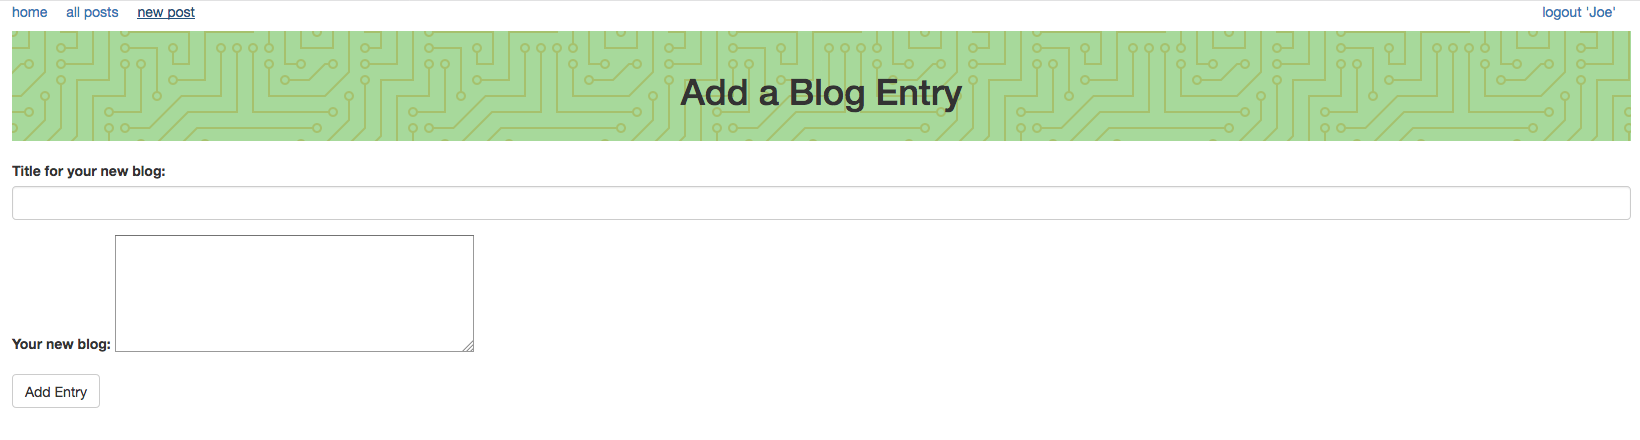 home all posts new post logout 'Joe'
Add a Blog Entry
Title for your new blog:
Your new blog:
Add Entry